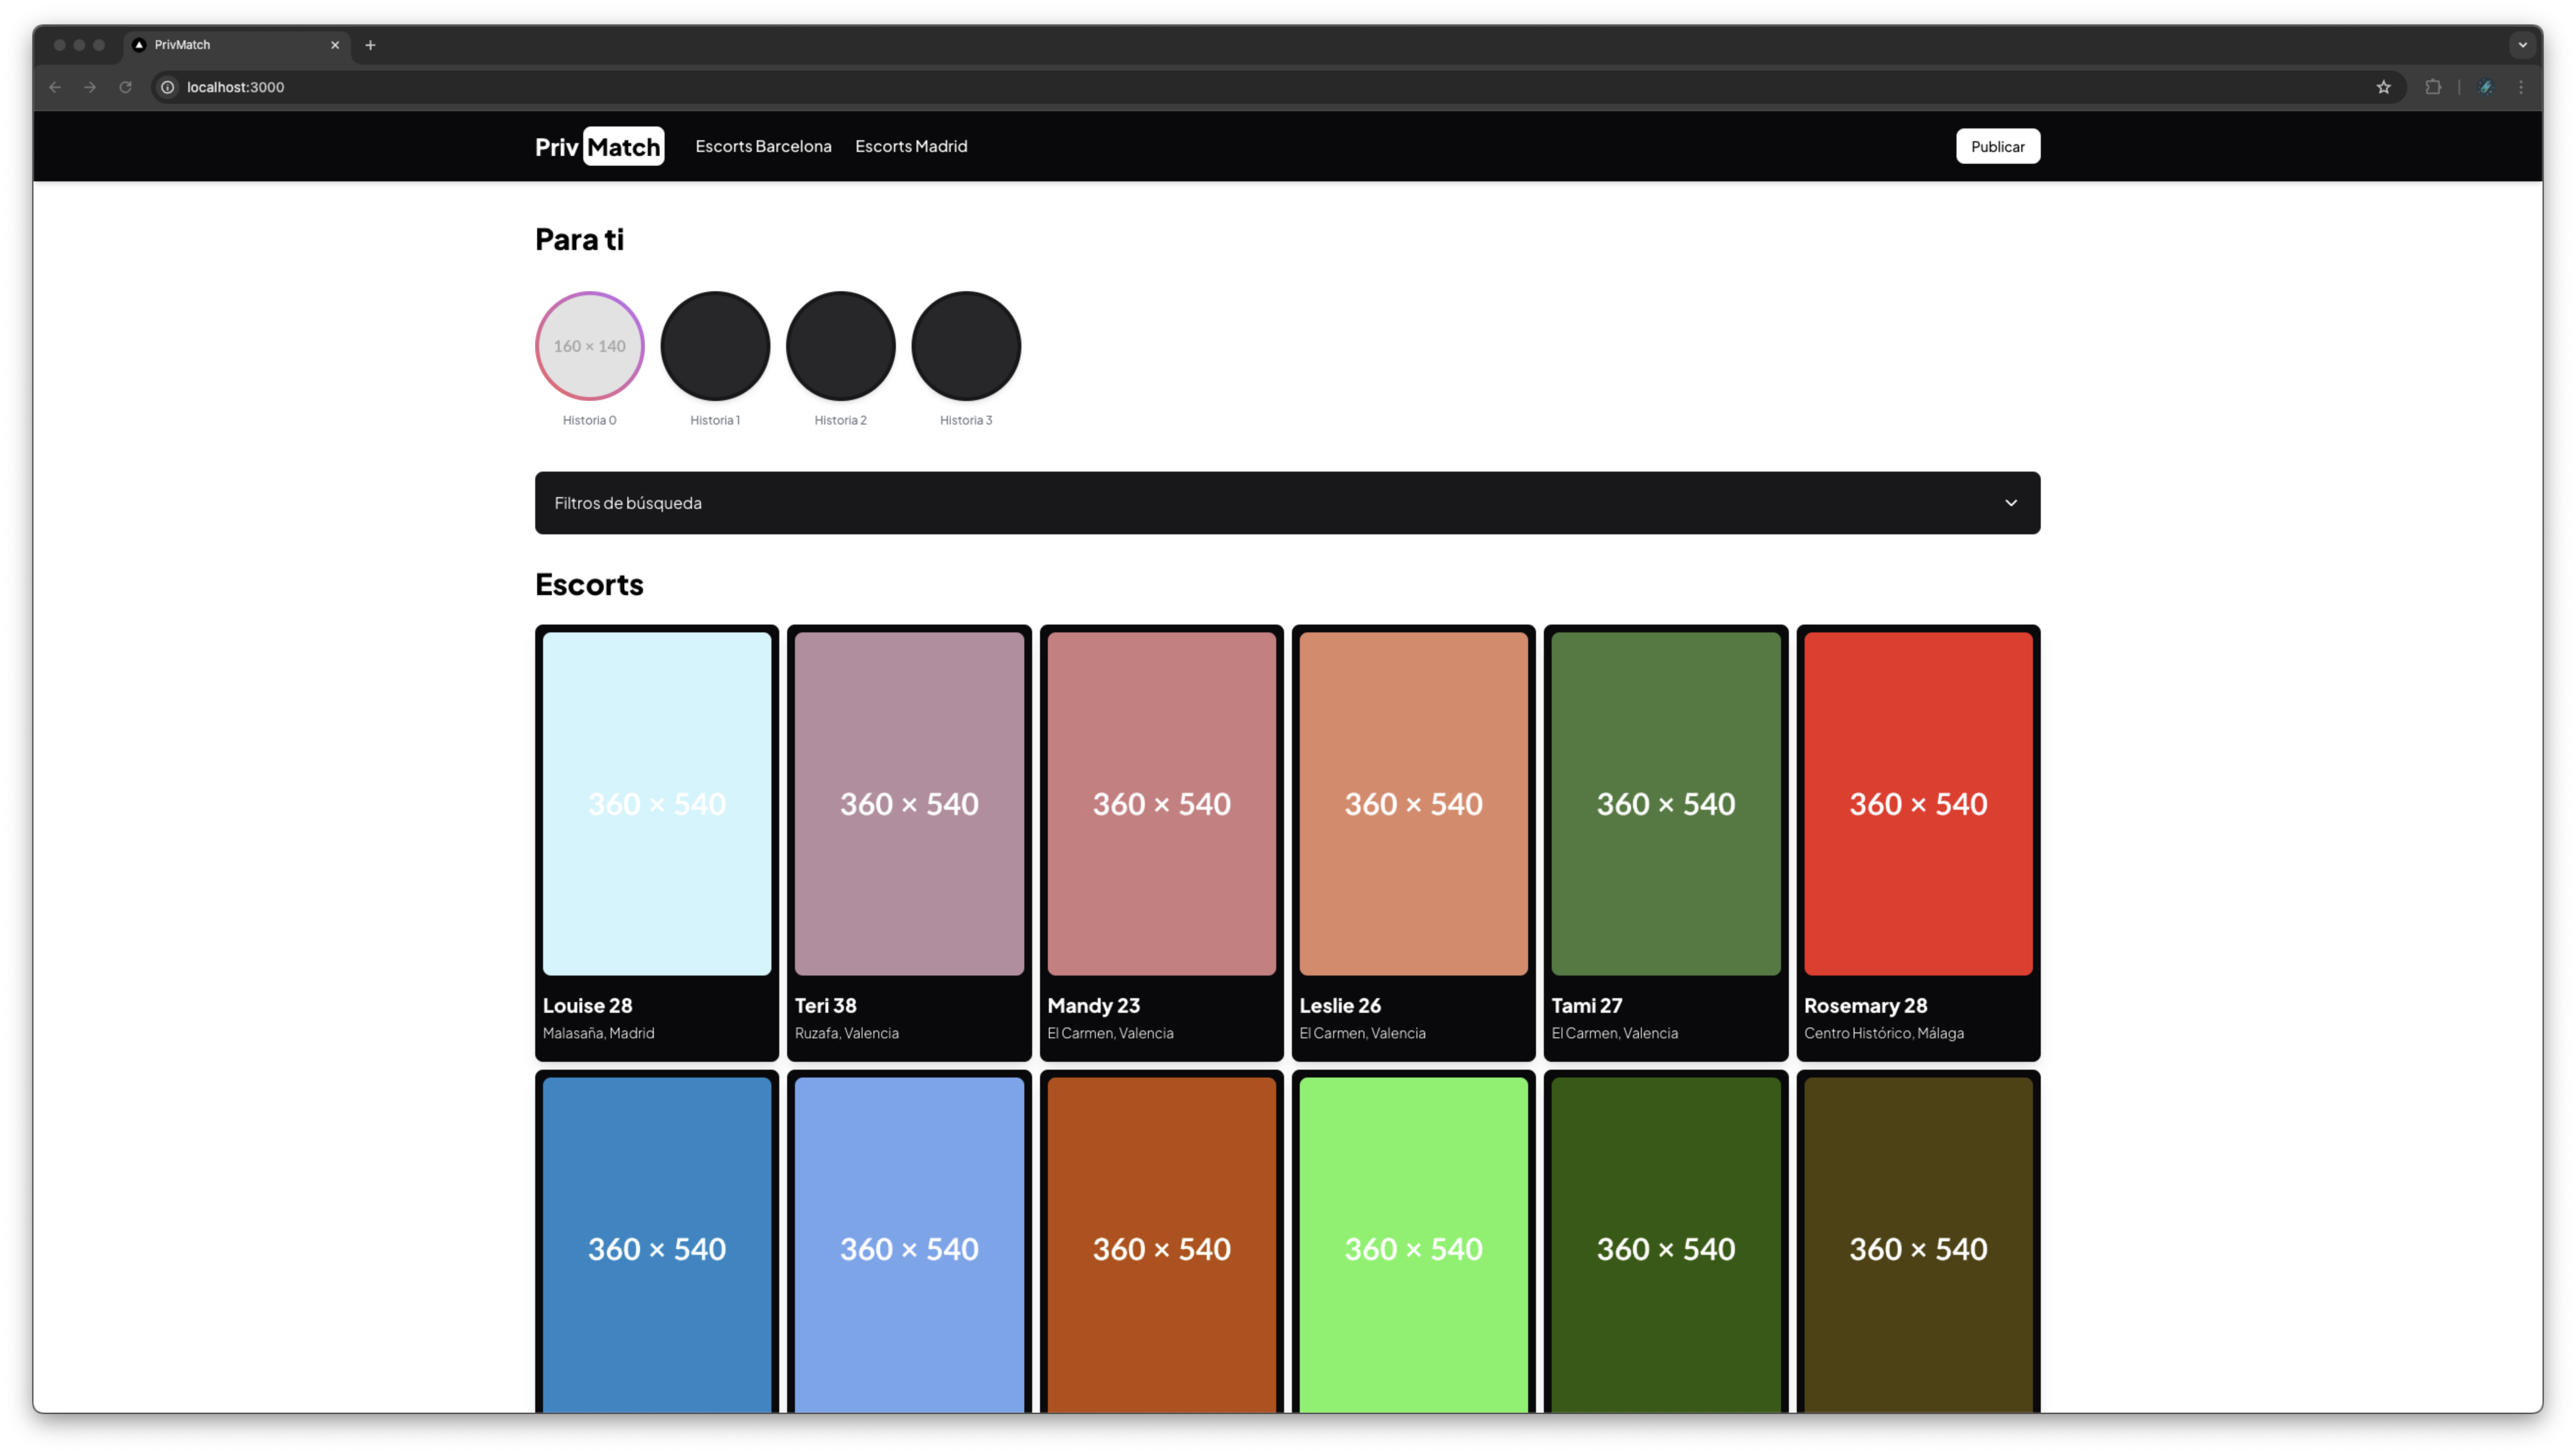 PrivMatch
localhost:3000
Priv Match Escorts Barcelona Escorts Madrid Publicar
Para ti
160 × 140
Historia 0 Historia 1 Historia 2 Historia 3
Filtros de búsqueda
Escorts
360 × 540 360 × 540 360 × 540 360 × 540 360 × 540 360 × 540
Louise 28 Teri 38 Mandy 23 Leslie 26 Tami 27 Rosemary 28
Malasaña, Madrid Ruzafa, Valencia El Carmen, Valencia El Carmen, Valencia El Carmen, Valencia Centro Histórico, Málaga
360 × 540 360 × 540 360 × 540 360 × 540 360 × 540 360 × 540